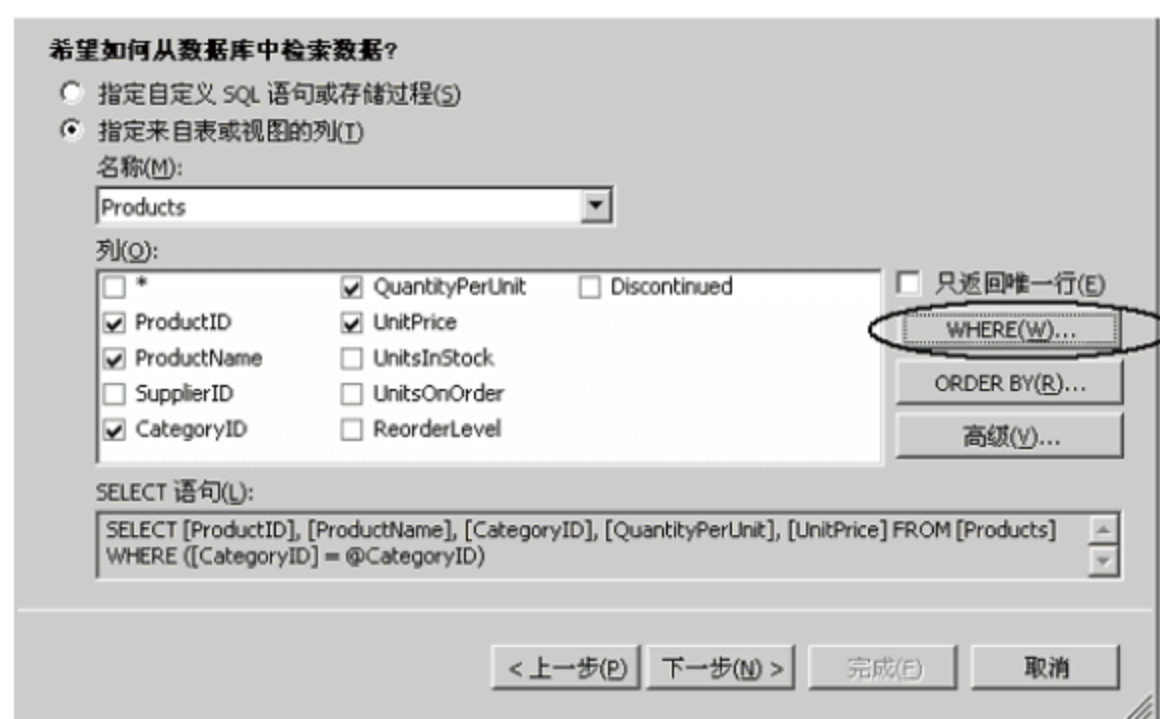 希望如何从数据库中检索数据?
指定自定义 SQL 语句或存储过程(S)
指定来自表或视图的列(T)
名称(M):
Products
列(O):
* QuantityPerUnit Discontinued 只返回唯一行(E)
ProductID UnitPrice WHERE(W)...
ProductName UnitsInStock
SupplierID UnitsOnOrder ORDER BY(R)...
CategoryID ReorderLevel 高级(V)...
SELECT 语句(L):
SELECT [ProductID], [ProductName], [CategoryID], [QuantityPerUnit], [UnitPrice] FROM [Products]
WHERE ([CategoryID] = @CategoryID)
< 上一步(P) 下一步(N) > 完成(F) 取消